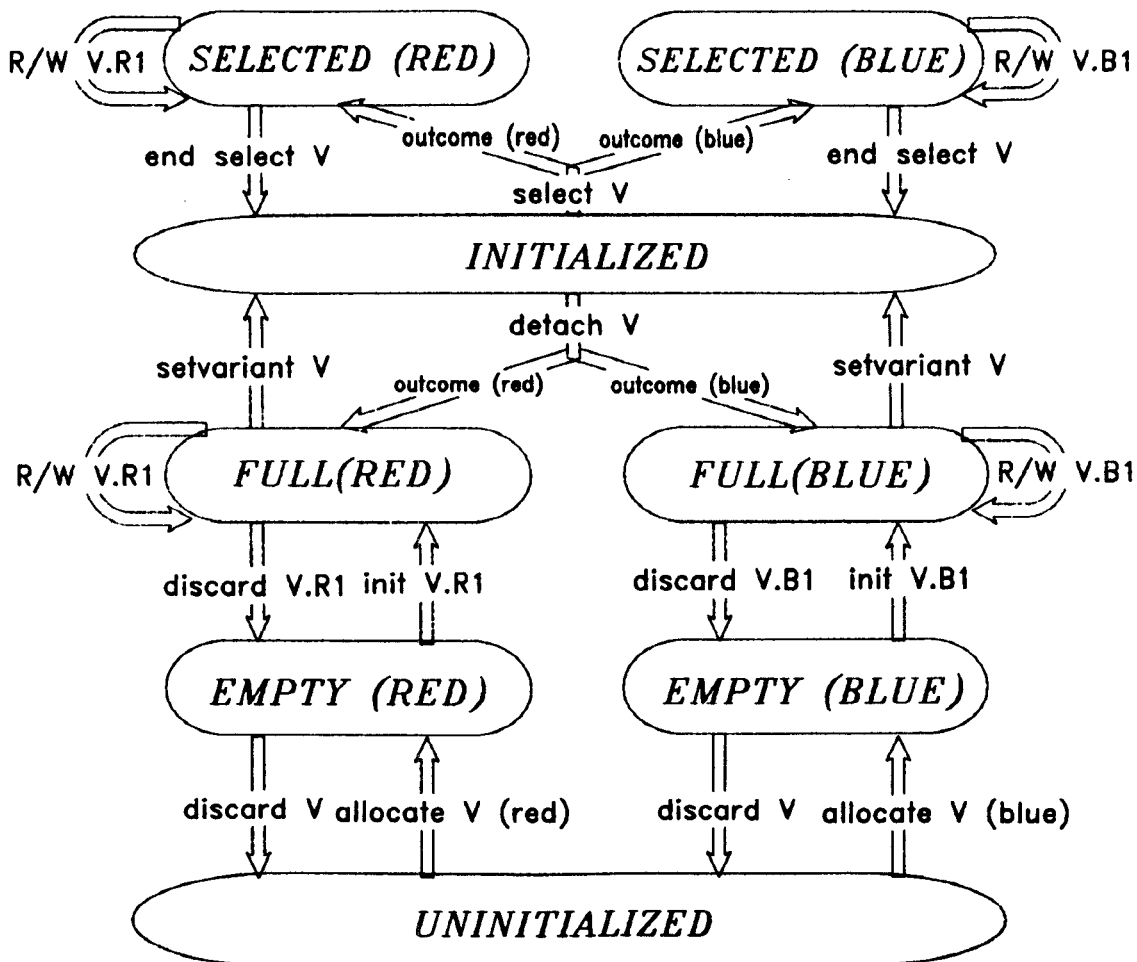 R/W V.R1
SELECTED (RED)
SELECTED (BLUE)
R/W V.B1
outcome (red)
outcome (blue)
end select V
end select V
select V
INITIALIZED
detach V
setvariant V
setvariant V
outcome (red)
outcome (blue)
R/W V.R1
FULL(RED)
FULL(BLUE)
R/W V.B1
discard V.R1
init V.R1
discard V.B1
init V.B1
EMPTY (RED)
EMPTY (BLUE)
discard V
allocate V (red)
discard V
allocate V (blue)
UNINITIALIZED